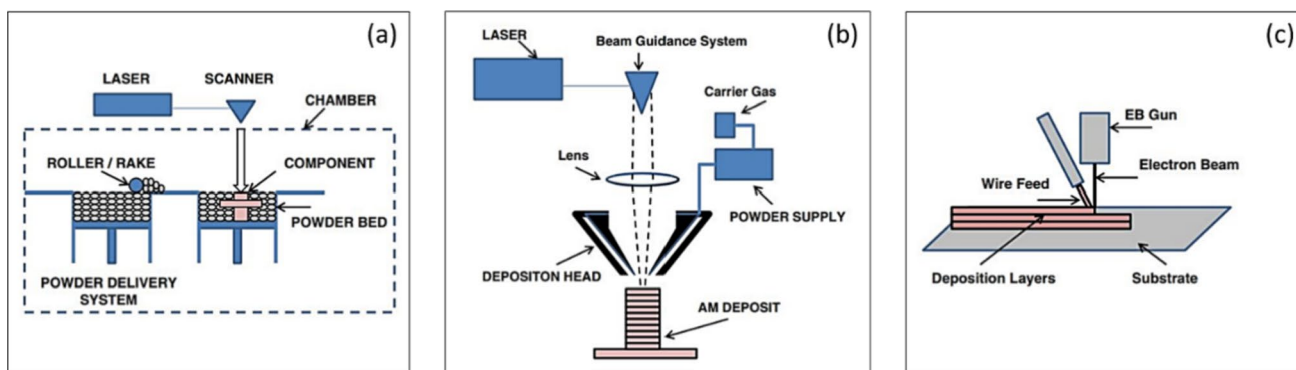 (a)
LASER
SCANNER
CHAMBER
ROLLER / RAKE
COMPONENT
POWDER BED
POWDER DELIVERY
SYSTEM
(b)
LASER
Beam Guidance System
Carrier Gas
Lens
POWDER SUPPLY
DEPOSITON HEAD
AM DEPOSIT
(c)
EB Gun
Electron Beam
Wire Feed
Deposition Layers
Substrate